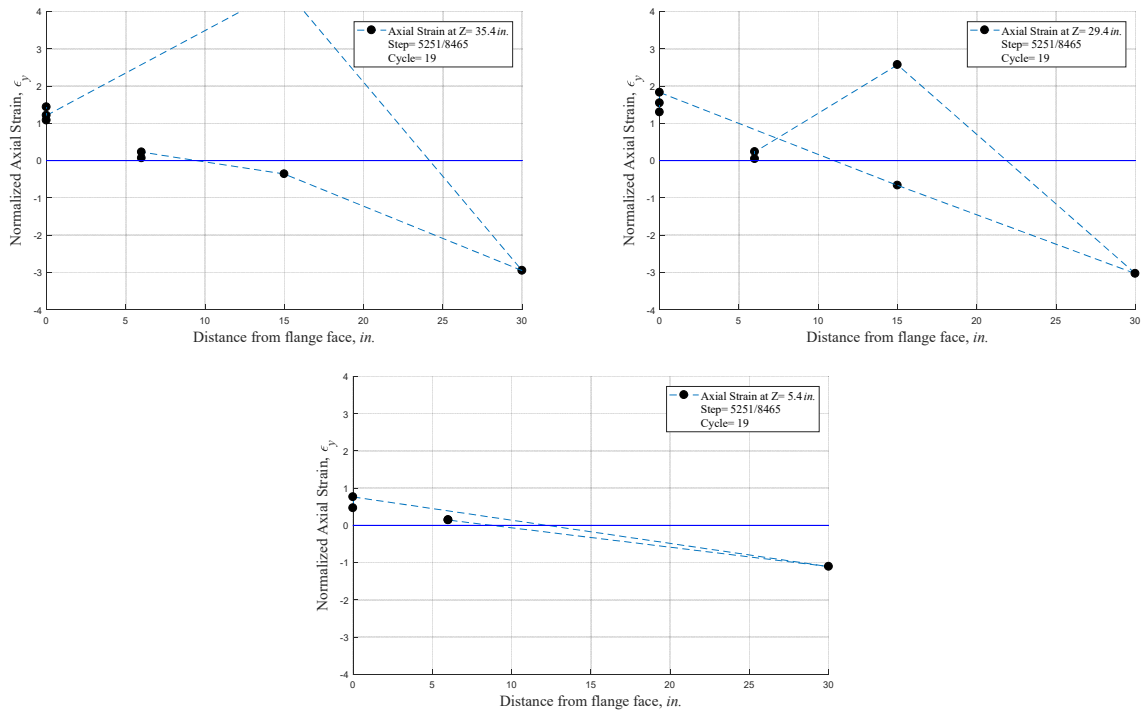 Axial Strain at Z= 35.4 in.
Step= 5251/8465
Cycle= 19
Normalized Axial Strain, ϵy
4
3
2
1
0
-1
-2
-3
-4
0 5 10 15 20 25 30
Distance from flange face, in.
Axial Strain at Z= 29.4 in.
Step= 5251/8465
Cycle= 19
Normalized Axial Strain, ϵy
4
3
2
1
0
-1
-2
-3
-4
0 5 10 15 20 25 30
Distance from flange face, in.
Axial Strain at Z= 5.4 in.
Step= 5251/8465
Cycle= 19
Normalized Axial Strain, ϵy
4
3
2
1
0
-1
-2
-3
-4
0 5 10 15 20 25 30
Distance from flange face, in.